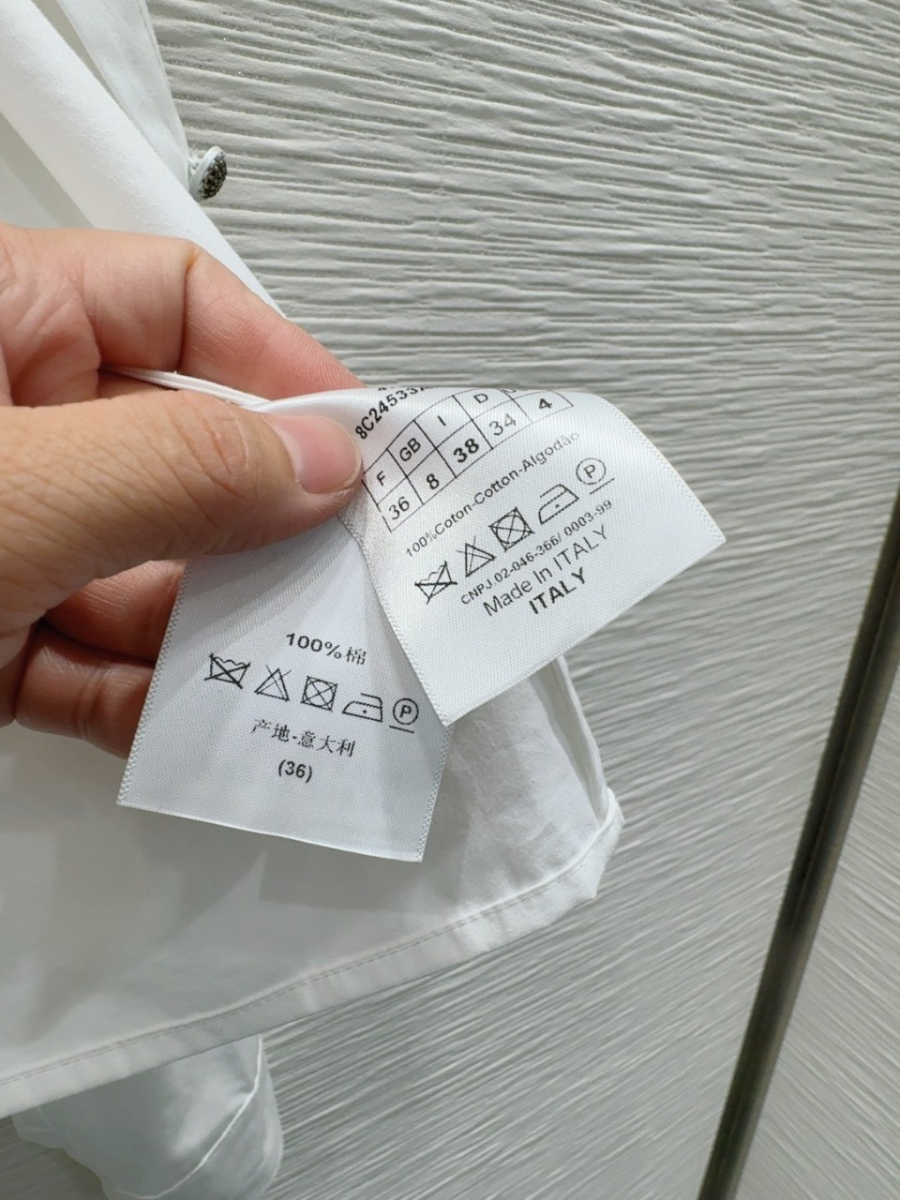 F GB I D
36 8 38 34 4
100%Coton-Cotton-Algodão
P
CNPJ.02-046-366/ 0003-99
Made In ITALY
ITALY
100%棉
P
产地-意大利
(36)